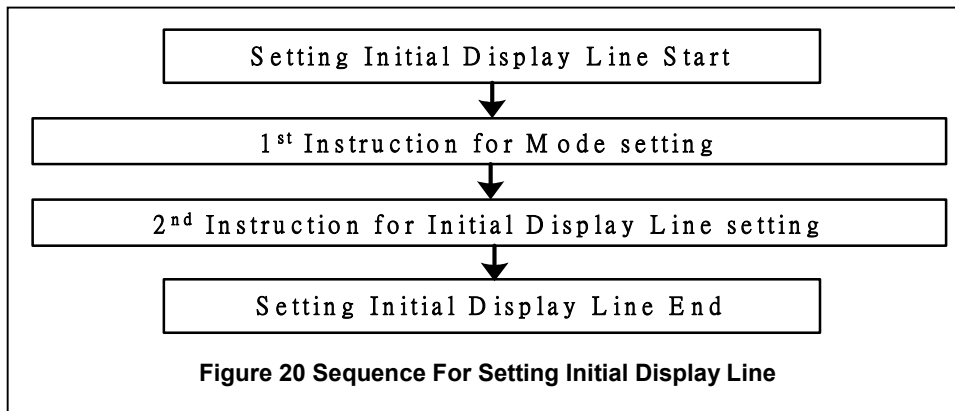 Setting Initial Display Line Start
1st Instruction for Mode setting
2nd Instruction for Initial Display Line setting
Setting Initial Display Line End
Figure 20 Sequence For Setting Initial Display Line